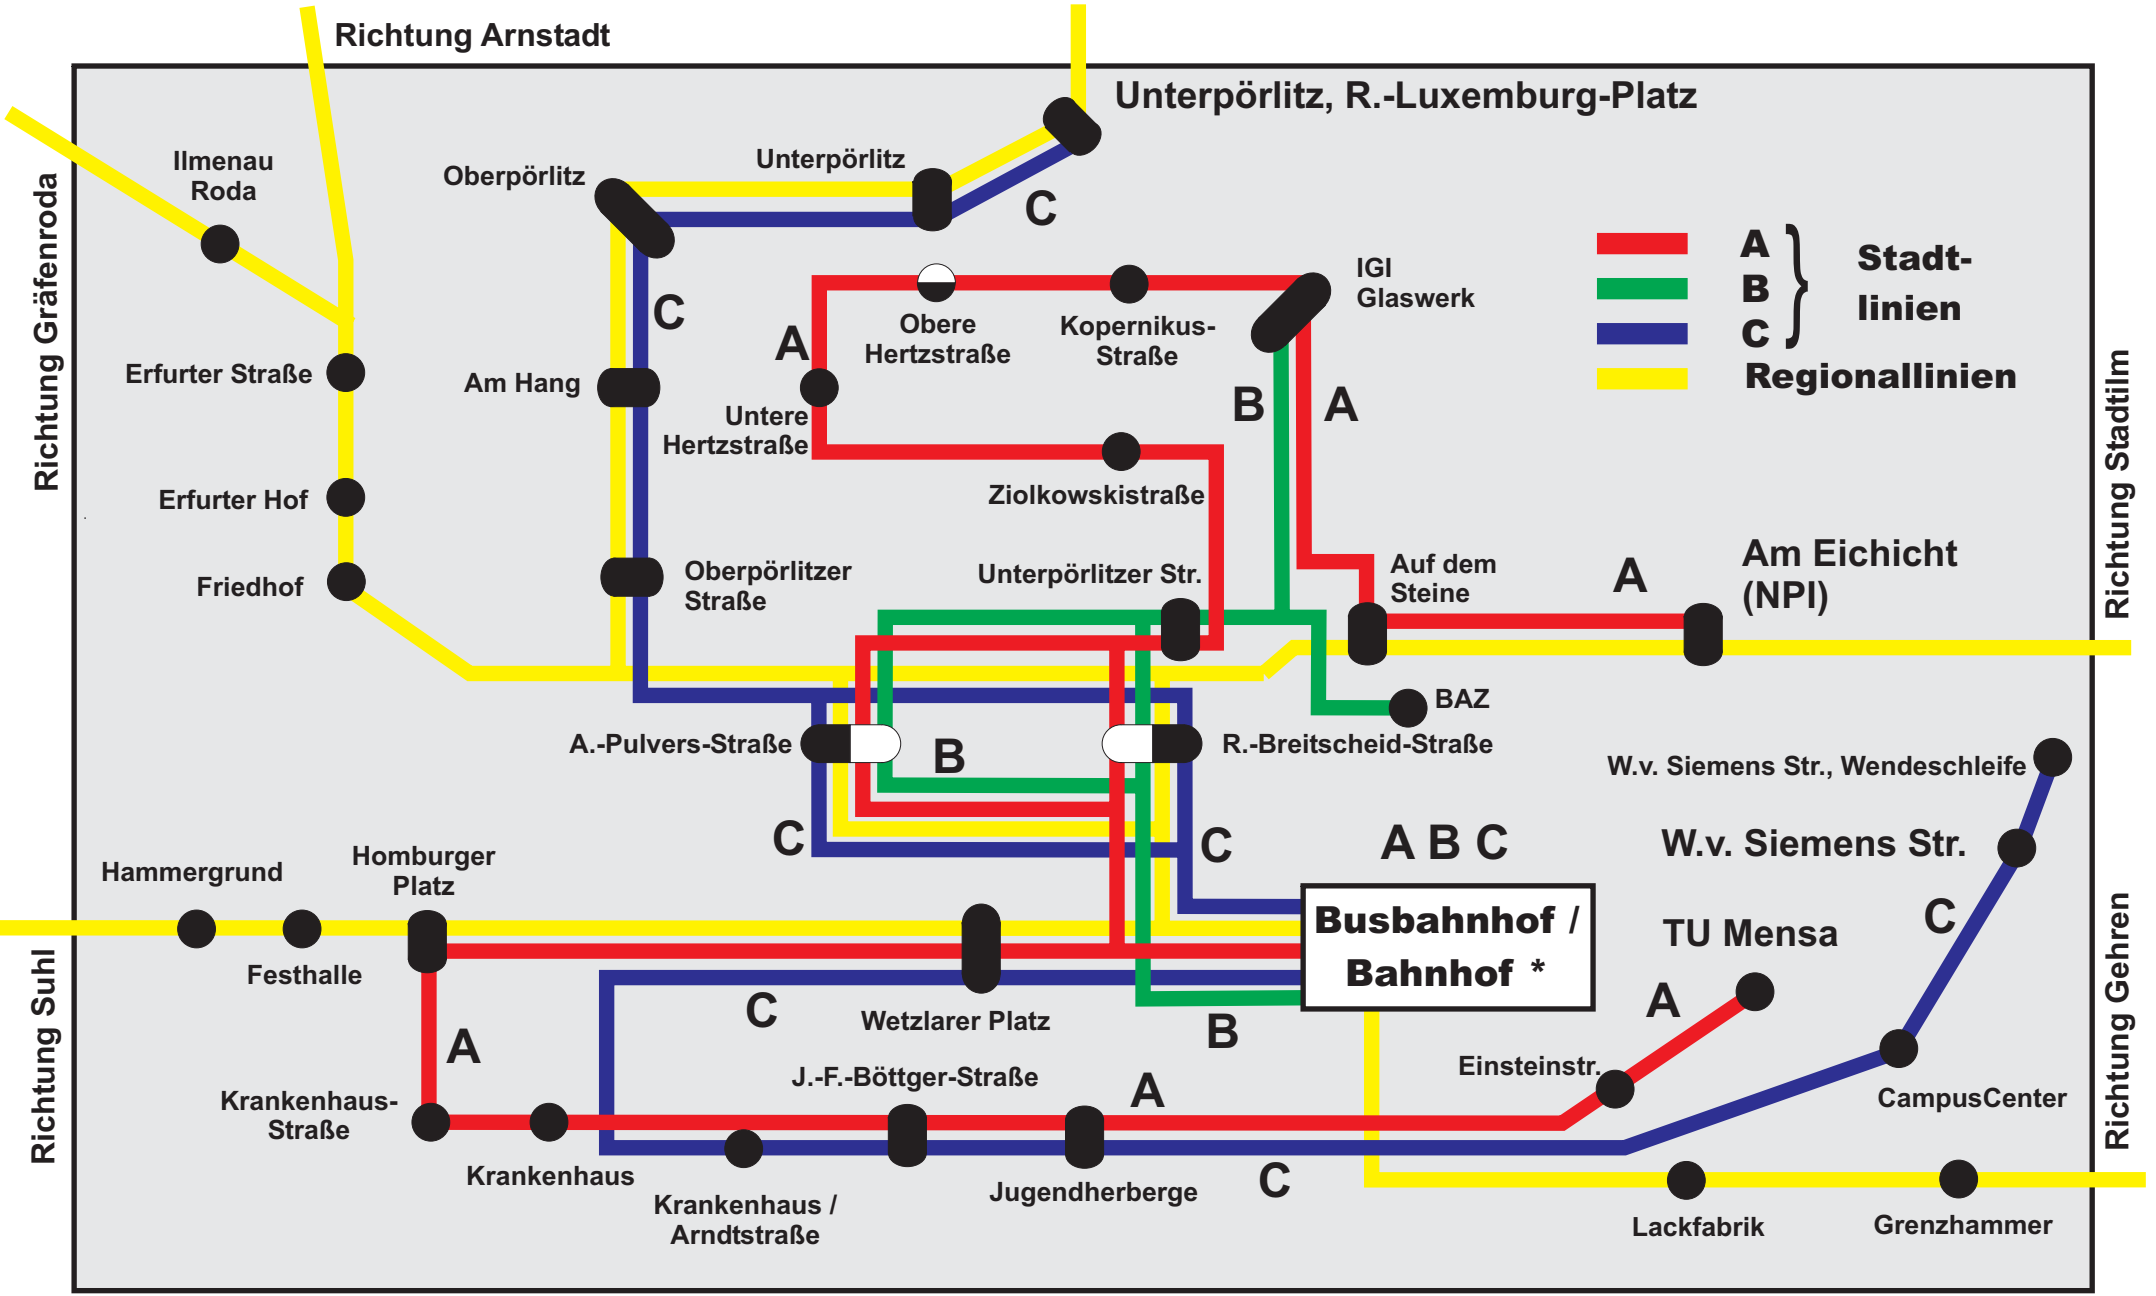 Richtung Arnstadt
Unterpörlitz, R.-Luxemburg-Platz
Ilmenau
Roda
Oberpörlitz
Unterpörlitz
C
Richtung Gräfenroda
A
B
C
Stadt-
linien
Regionallinien
IGI
Glaswerk
C
A
Obere
Hertzstraße
Kopernikus-
Straße
Erfurter Straße
Am Hang
Untere
Hertzstraße
B
A
Richtung Stadtilm
Erfurter Hof
Ziolkowskistraße
Friedhof
Oberpörlitzer
Straße
Unterpörlitzer Str.
Auf dem
Steine
A
Am Eichicht
(NPI)
BAZ
A.-Pulvers-Straße
B
R.-Breitscheid-Straße
W.v. Siemens Str., Wendeschleife
C
C
A B C
W.v. Siemens Str.
Hammergrund
Homburger
Platz
Busbahnhof /
Bahnhof *
TU Mensa
C
Festhalle
Richtung Suhl
C
Wetzlarer Platz
B
A
Richtung Gehren
A
J.-F.-Böttger-Straße
A
Einsteinstr.
CampusCenter
Krankenhaus-
Straße
Krankenhaus
Krankenhaus /
Arndtstraße
Jugendherberge
C
Lackfabrik
Grenzhammer